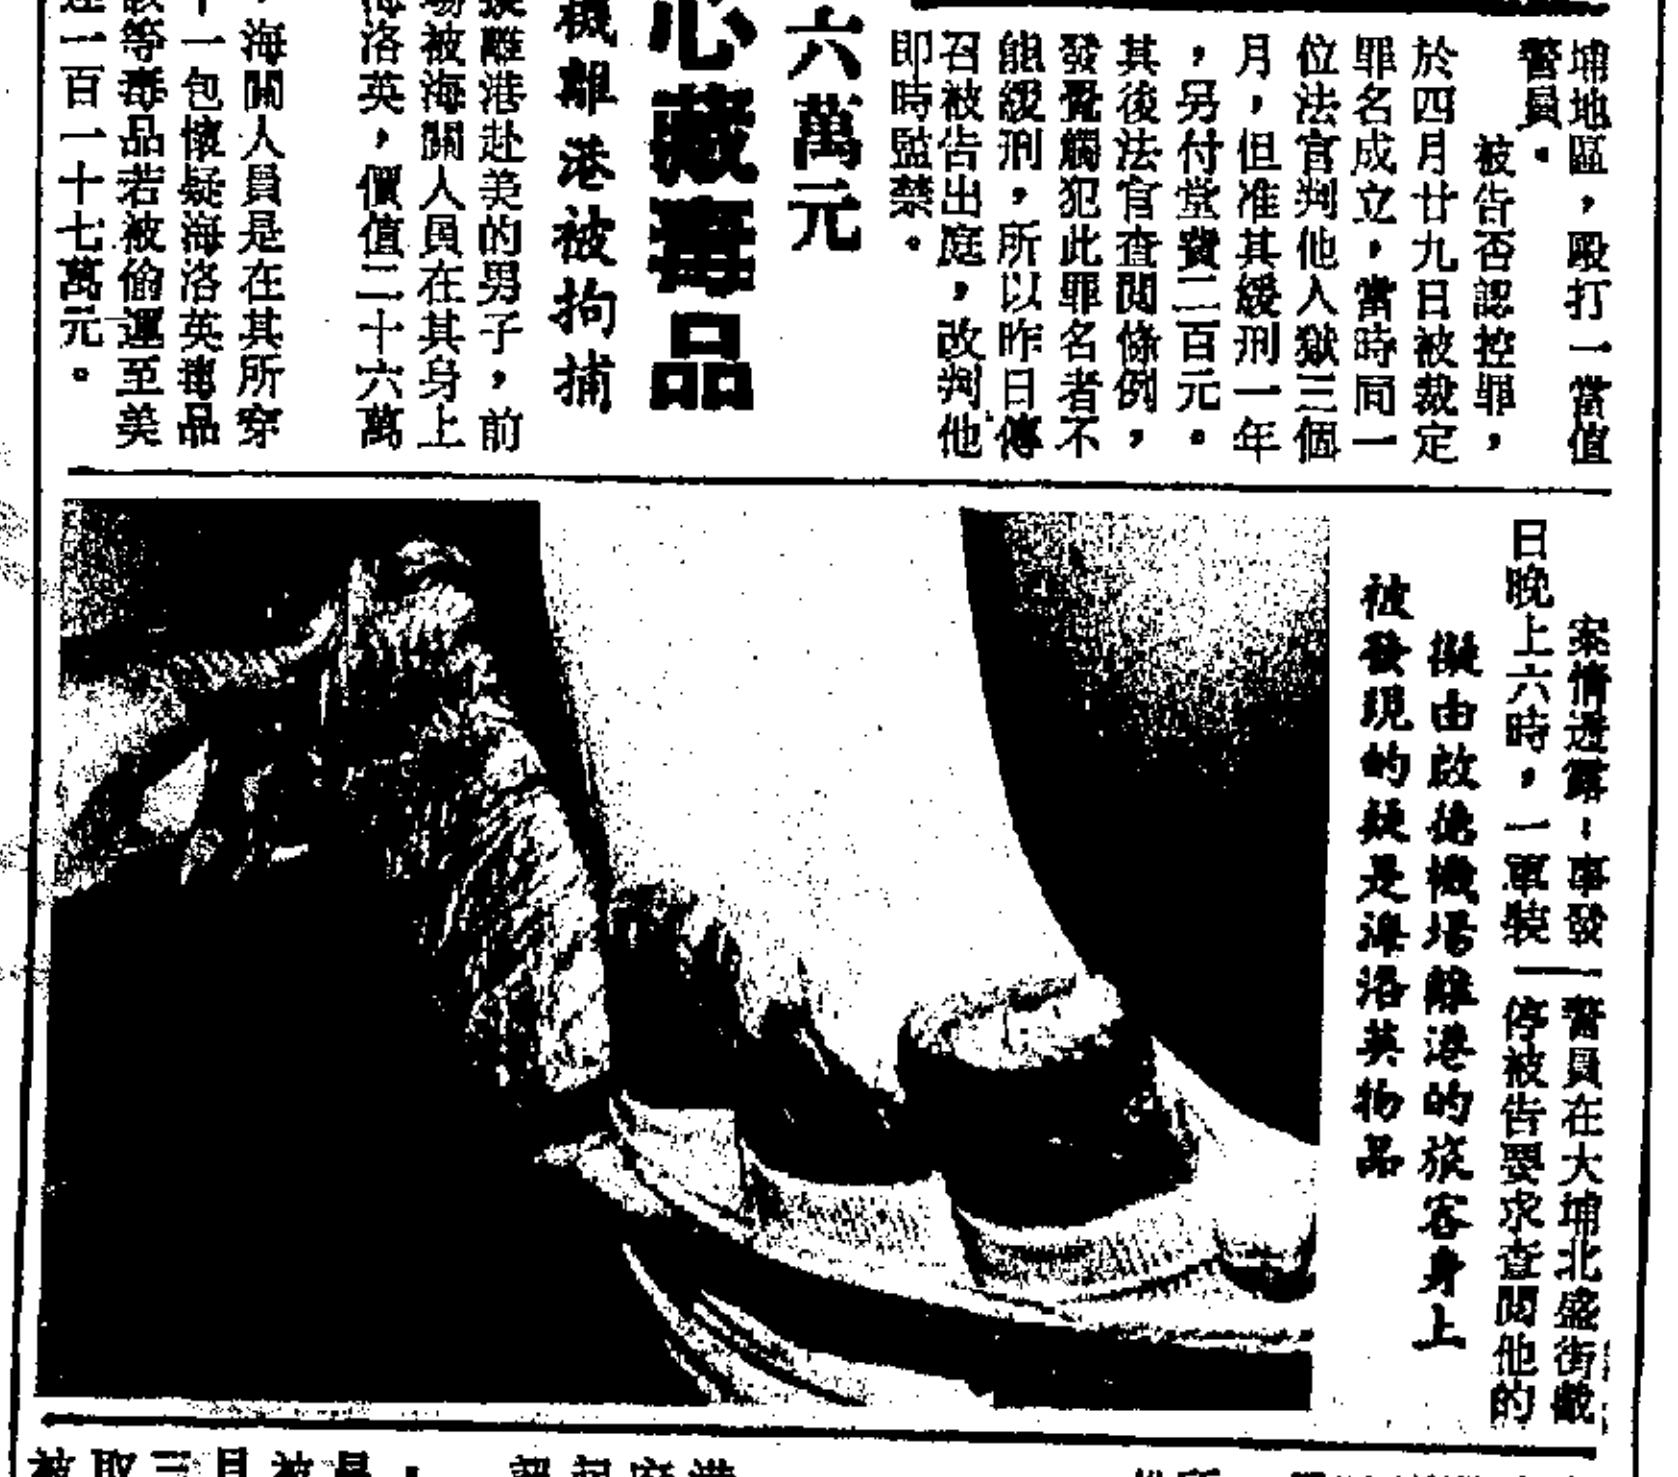 埔地區，毆打一當值
警員。
被告否認控罪，
於四月廿九日被裁定
罪名成立，當時同一
位法官判他入獄三個
月，但准其緩刑一年
，另付堂費二百元。
其後法官查閱條例，
發覺觸犯此罪名者不
能緩刑，所以昨日傳
召被告出庭，改判他
即時監禁。
六萬元
心藏毒品
機離港被拘捕
離港赴美的男子，前
場被海關人員在其身上
海洛英，價值二十六萬
，海關人員是在其所穿
十一包懷疑海洛英毒品
該等毒品若被偷運至美
達一百一十七萬元。
案情透露：事發一警員在大埔北盛街截
日晚上六時，一軍裝停被告要求查閱他的
擬由啟德機場離港的旅客身上
被發現的疑是海洛英物品